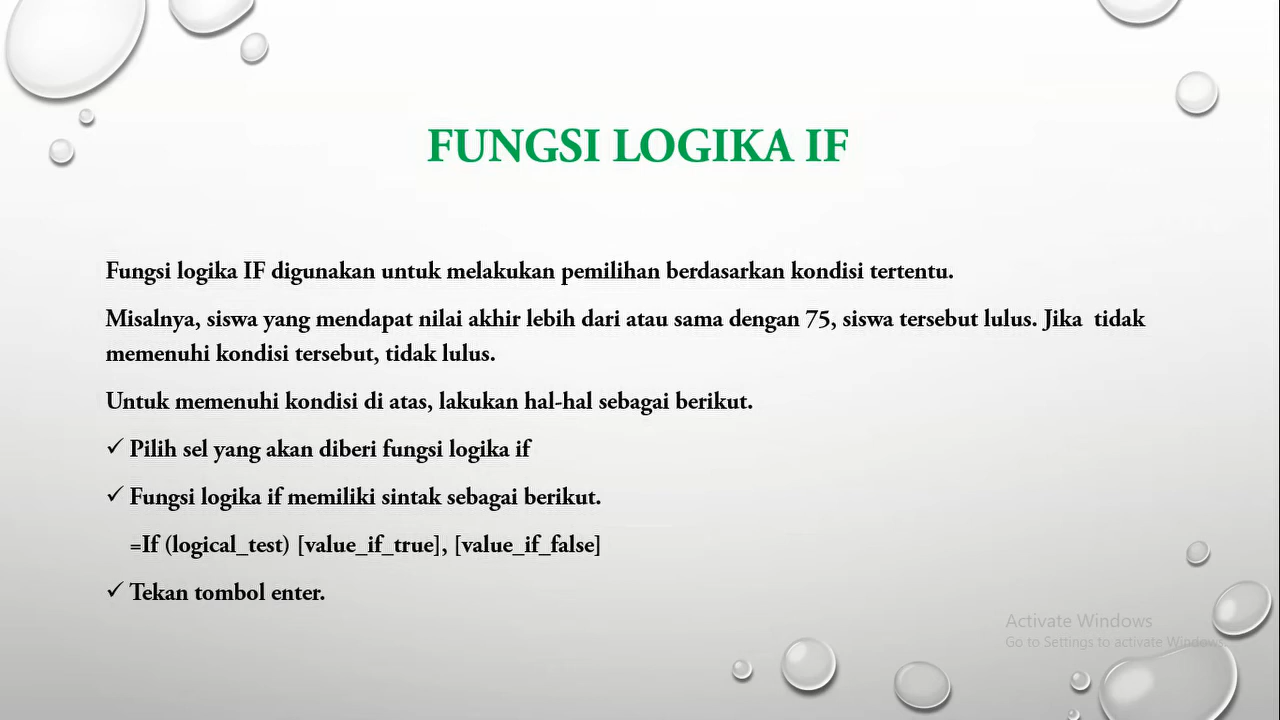 FUNGSI LOGIKA IF
Fungsi logika IF digunakan untuk melakukan pemilihan berdasarkan kondisi tertentu.
Misalnya, siswa yang mendapat nilai akhir lebih dari atau sama dengan 75, siswa tersebut lulus. Jika  tidak
memenuhi kondisi tersebut, tidak lulus.
Untuk memenuhi kondisi di atas, lakukan hal-hal sebagai berikut.
✓ Pilih sel yang akan diberi fungsi logika if
✓ Fungsi logika if memiliki sintak sebagai berikut.
=If (logical_test) [value_if_true], [value_if_false]
✓ Tekan tombol enter.
Activate Windows
Go to Settings to activate Windows.